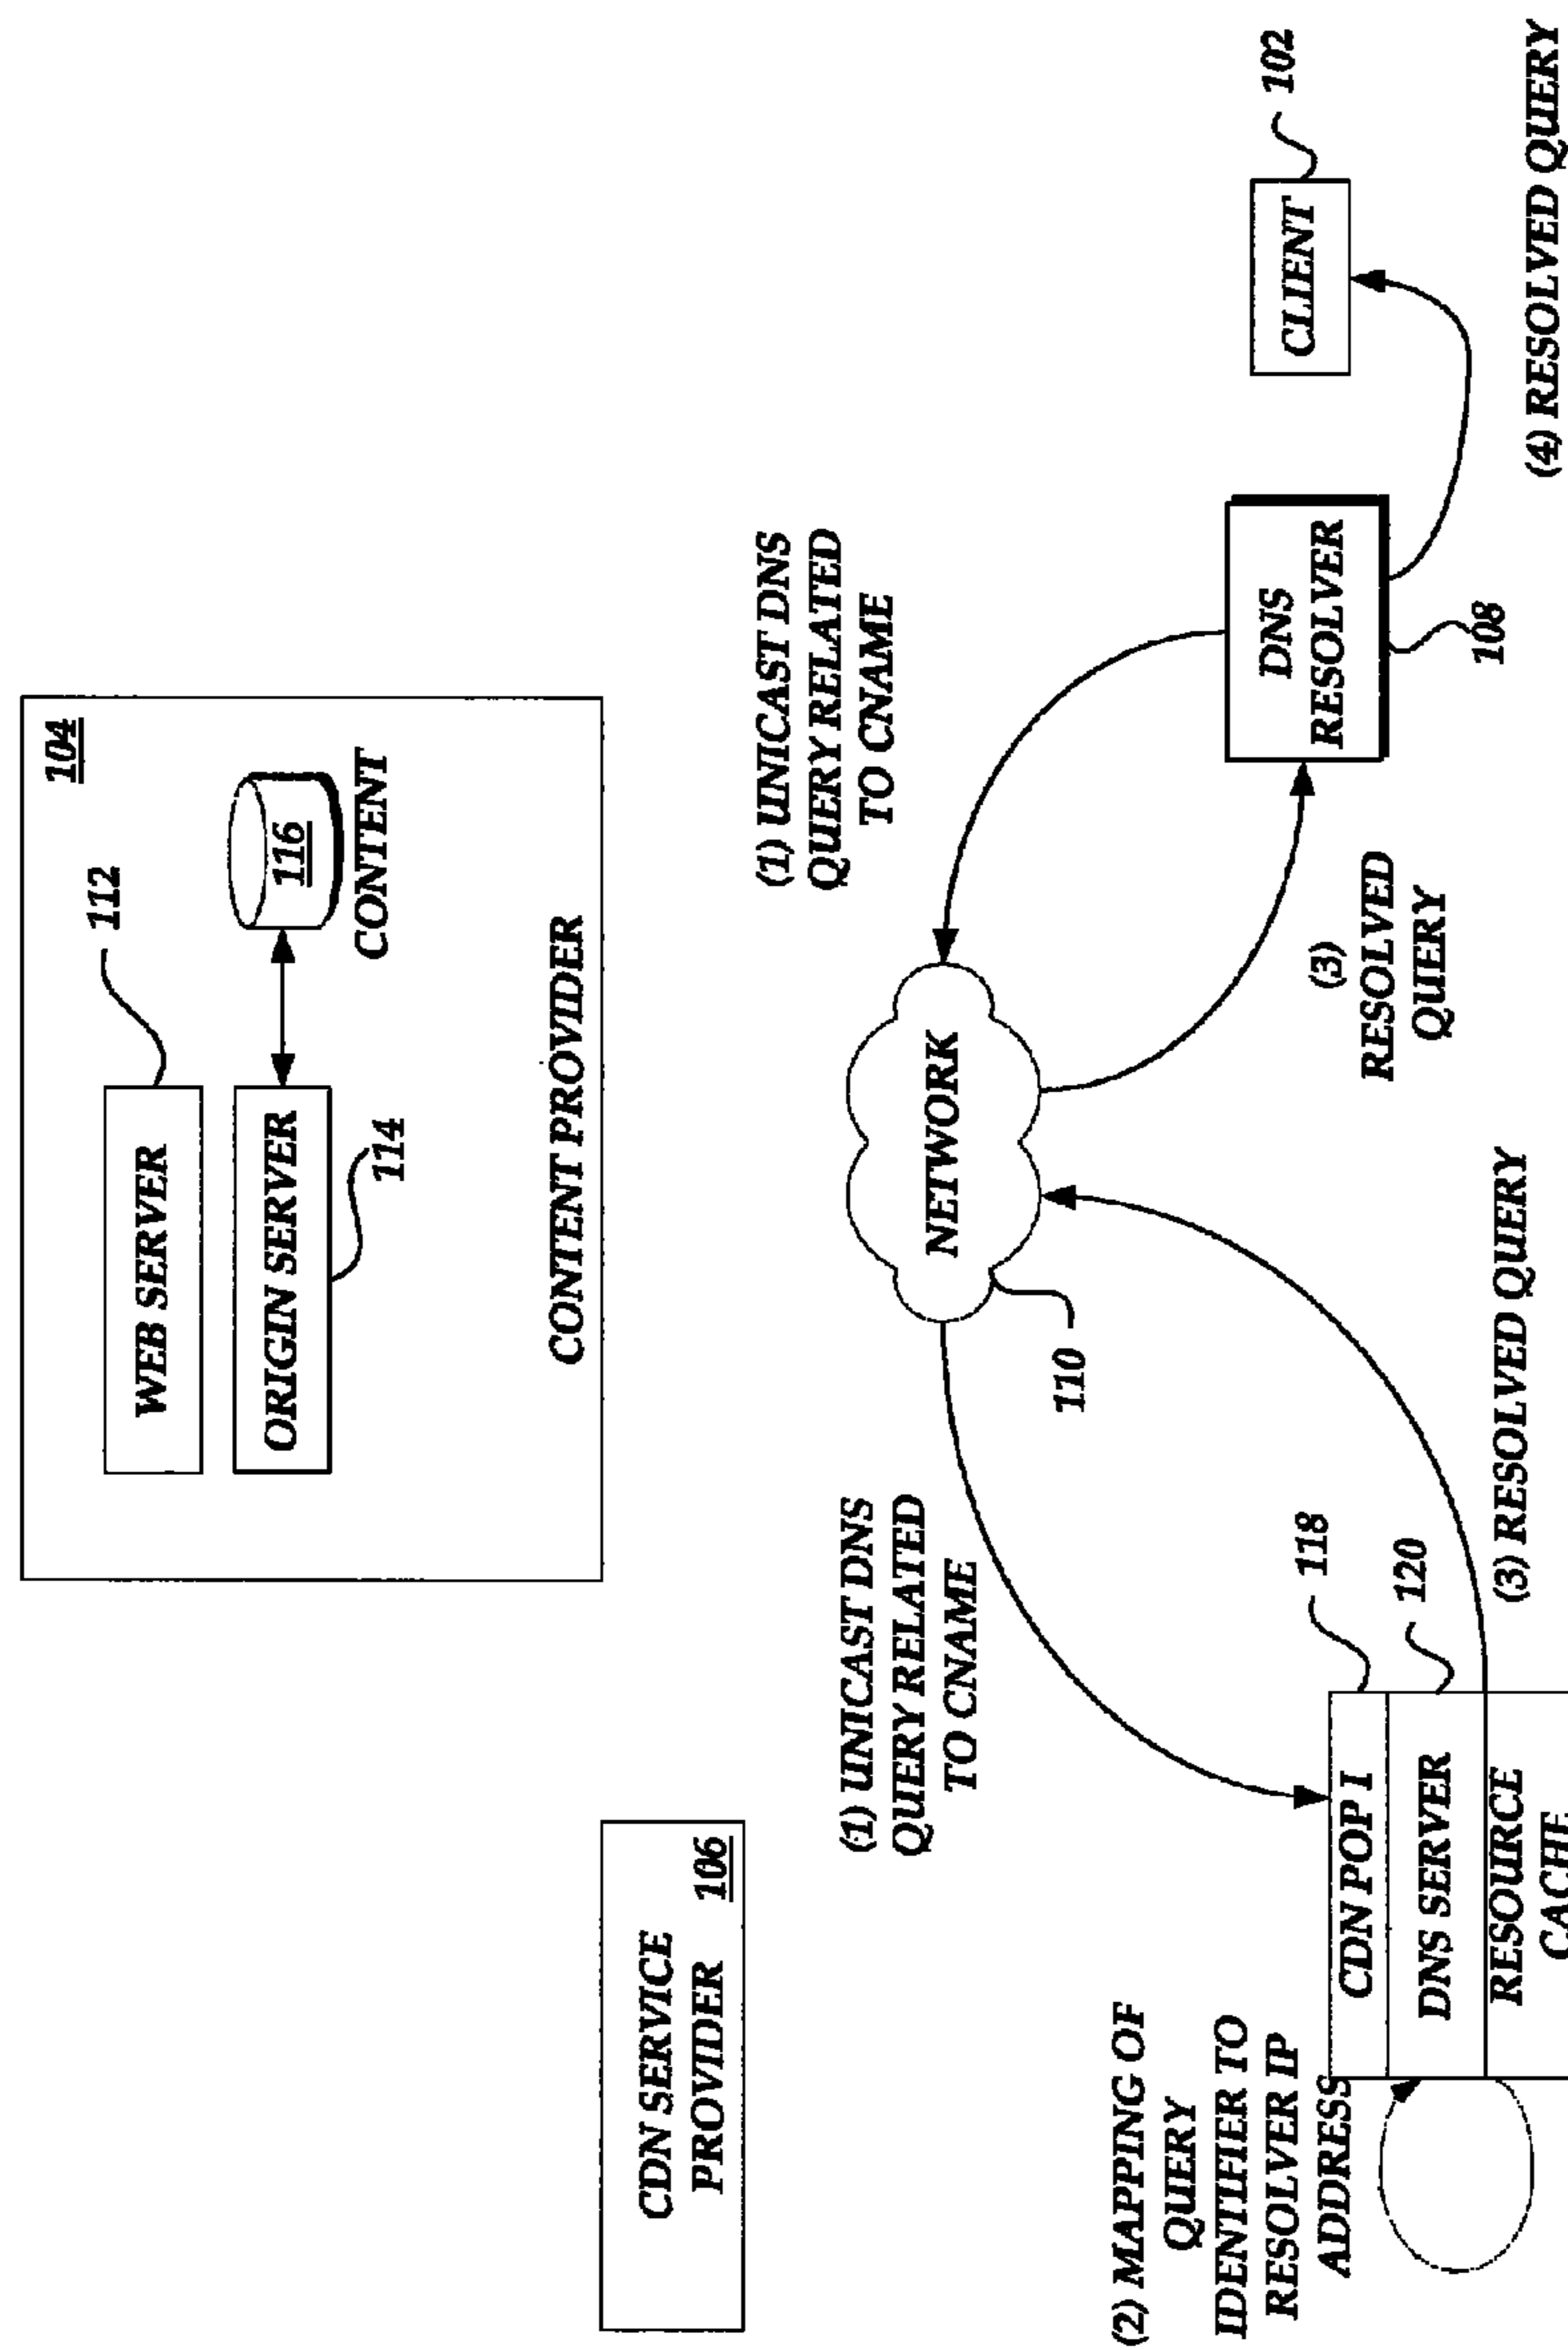 104
WEB SERVER
112
ORIGIN SERVER
116
CONTENT
114
CONTENT PROVIDER
CDN SERVICE
PROVIDER
106
(1) UNICAST DNS
QUERY RELATED
TO CNAME
(1) UNICAST DNS
QUERY RELATED
TO CNAME
NETWORK
110
(2) MAPPING OF
QUERY
IDENTIFIER TO
RESOLVER IP
ADDRESS
CDN POP I
118
DNS SERVER
120
RESOURCE
CACHE
(3) RESOLVED QUERY
(3)
RESOLVED
QUERY
DNS
RESOLVER
108
CLIENT
102
(4) RESOLVED QUERY